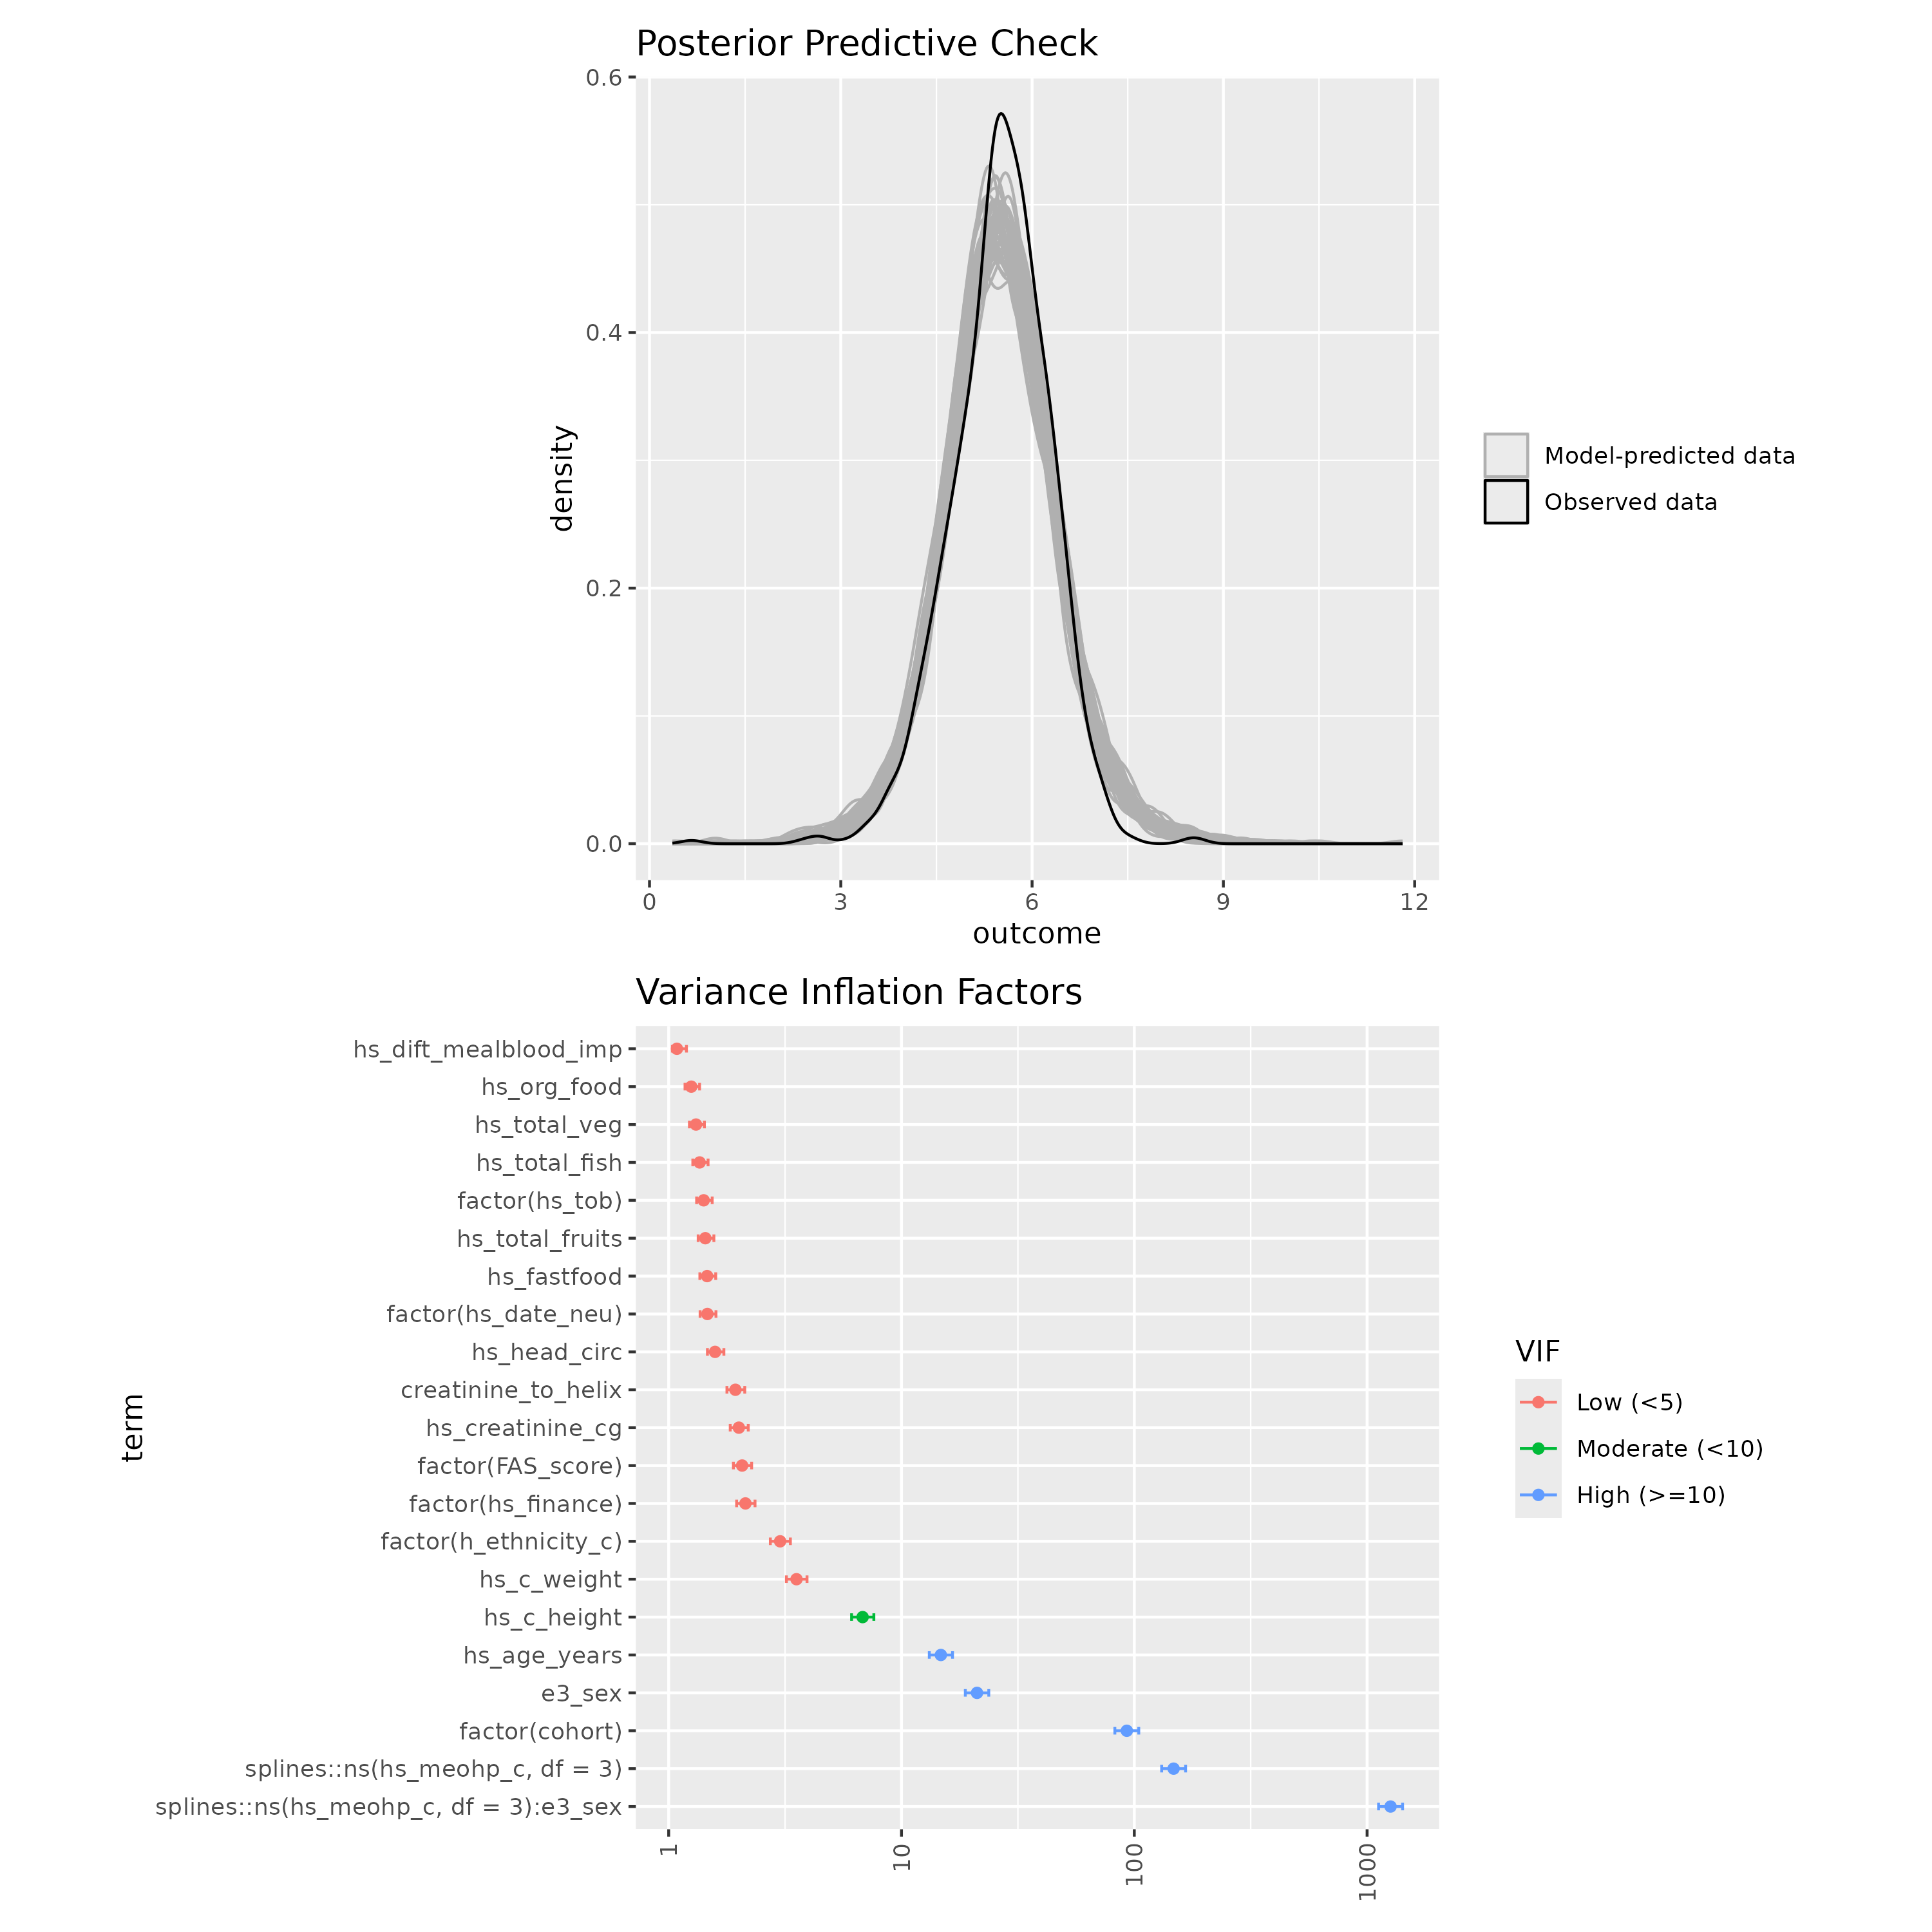 Posterior Predictive Check
0.6
0.4
0.2
0.0
density
0 3 6 9 12
outcome
Model-predicted data
Observed data
Variance Inflation Factors
term
hs_dift_mealblood_imp
hs_org_food
hs_total_veg
hs_total_fish
factor(hs_tob)
hs_total_fruits
hs_fastfood
factor(hs_date_neu)
hs_head_circ
creatinine_to_helix
hs_creatinine_cg
factor(FAS_score)
factor(hs_finance)
factor(h_ethnicity_c)
hs_c_weight
hs_c_height
hs_age_years
e3_sex
factor(cohort)
splines::ns(hs_meohp_c, df = 3)
splines::ns(hs_meohp_c, df = 3):e3_sex
1 10 100 1000
VIF
Low (<5)
Moderate (<10)
High (>=10)